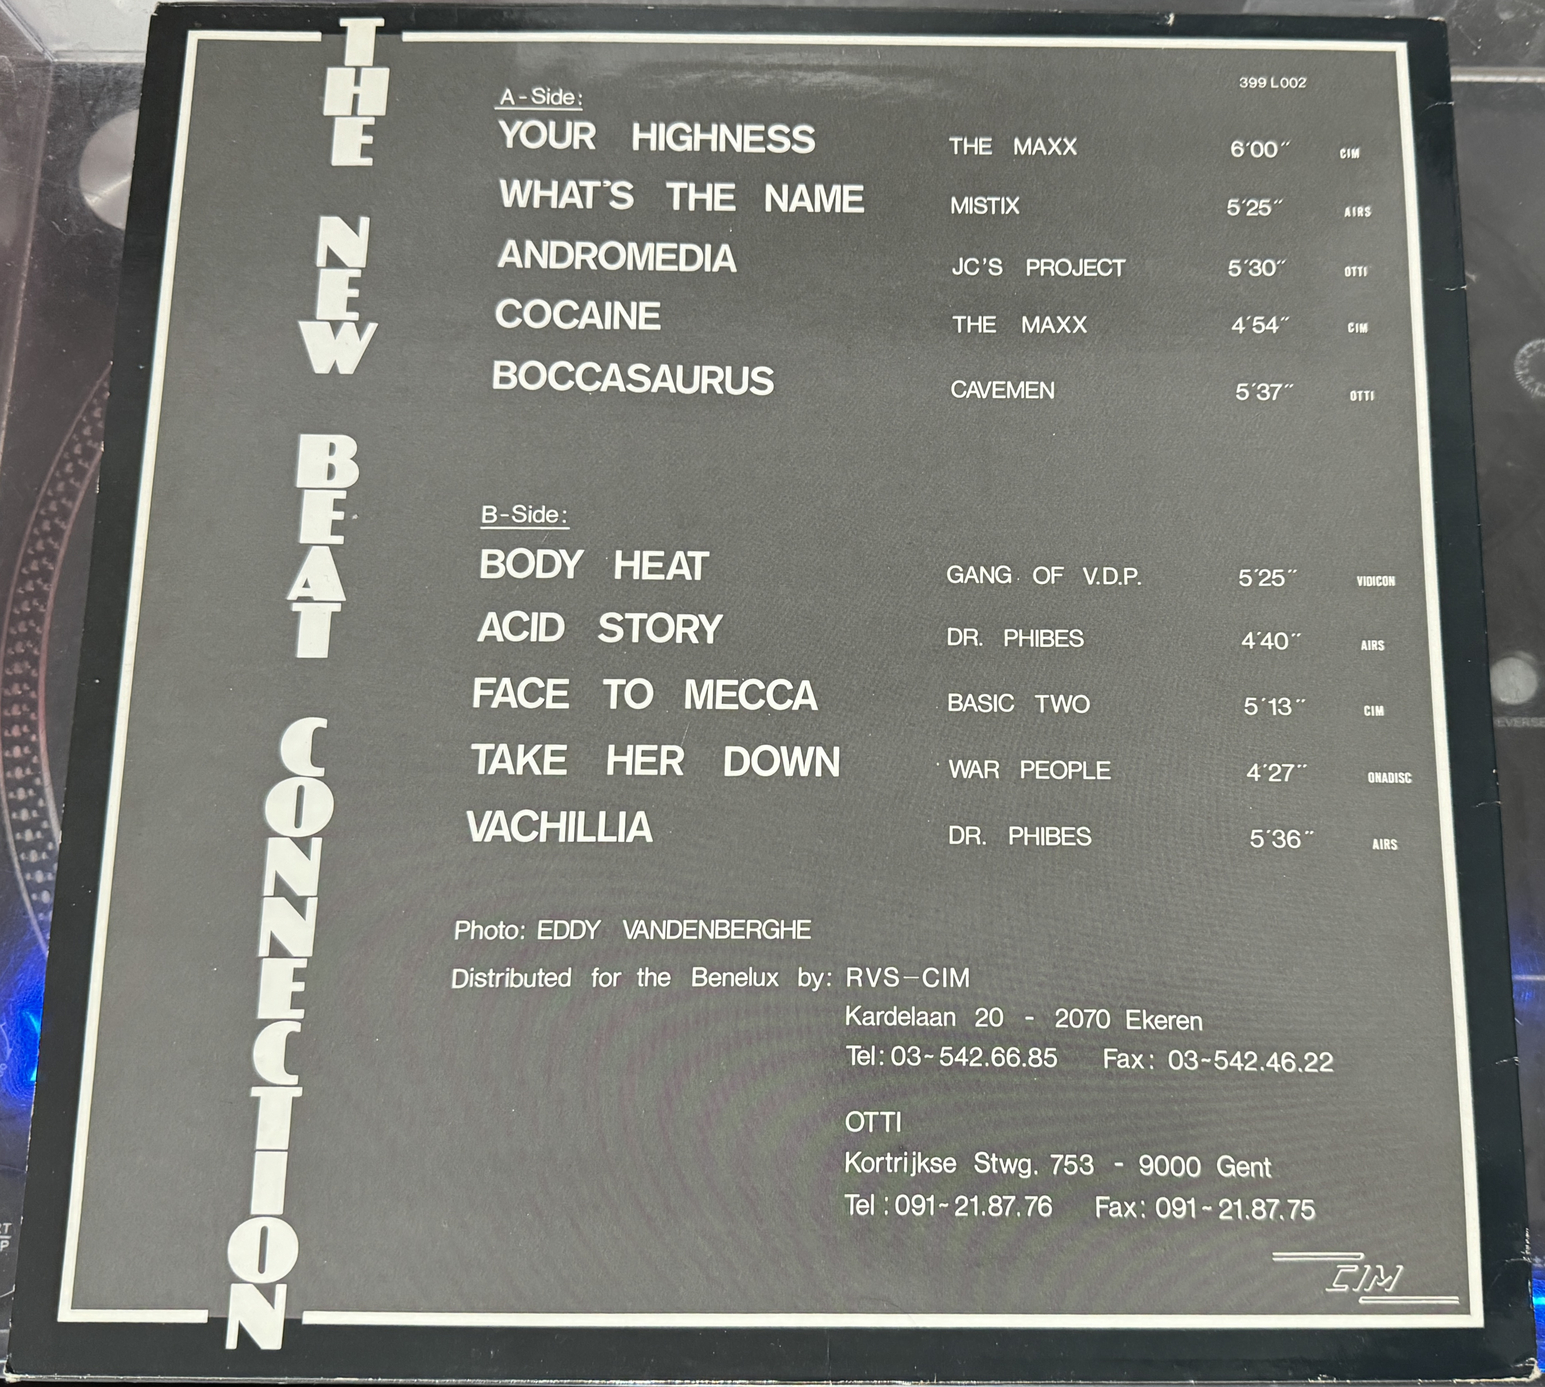 THE NEW BEAT CONNECTION
399 L002
A-Side:
YOUR HIGHNESS THE MAXX 6'00" CIM
WHAT'S THE NAME MISTIX 5'25" AIRS
ANDROMEDIA JC'S PROJECT 5'30" OTTI
COCAINE THE MAXX 4'54" CIM
BOCCASAURUS CAVEMEN 5'37" OTTI
B-Side:
BODY HEAT GANG OF V.D.P. 5'25" VIDICON
ACID STORY DR. PHIBES 4'40" AIRS
FACE TO MECCA BASIC TWO 5'13" CIM
TAKE HER DOWN WAR PEOPLE 4'27" ONADISC
VACHILLIA DR. PHIBES 5'36" AIRS
Photo: EDDY VANDENBERGHE
Distributed for the Benelux by: RVS-CIM
Kardelaan 20 - 2070 Ekeren
Tel: 03-542.66.85 Fax: 03-542.46.22
OTTI
Kortrijkse Stwg. 753 - 9000 Gent
Tel: 091-21.87.76 Fax: 091-21.87.75
CIM